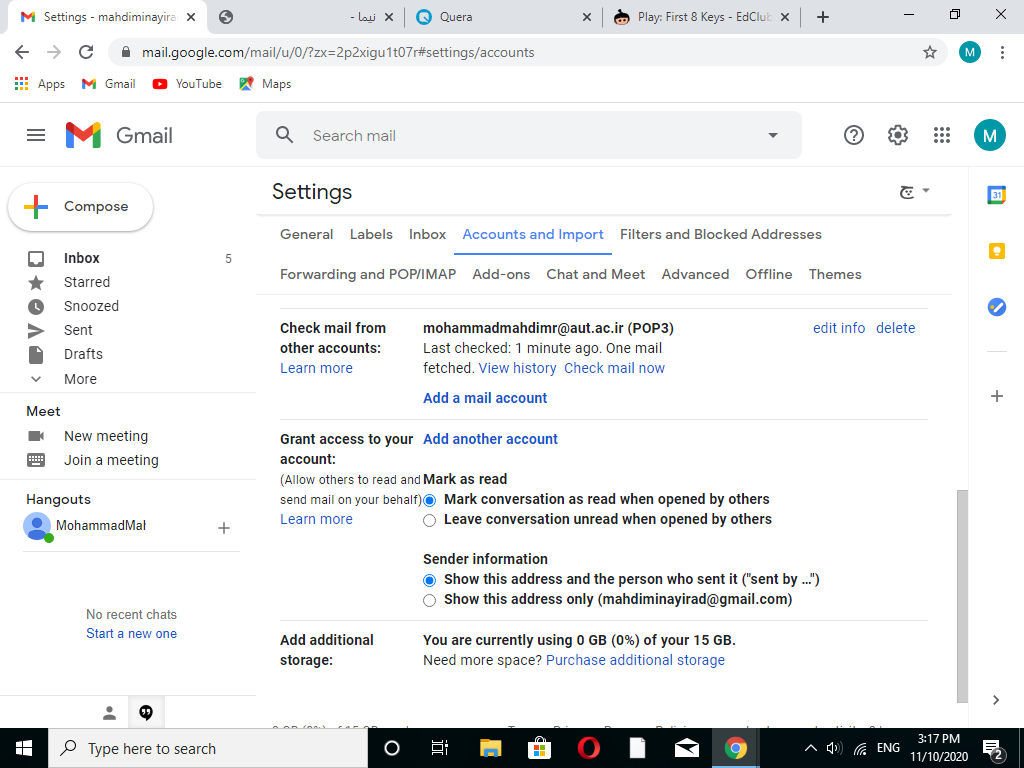 Settings - mahdiminayira
نیما -
Quera
Play: First 8 Keys - EdClub
mail.google.com/mail/u/0/?zx=2p2xigu1t07r#settings/accounts
M
Apps
Gmail
YouTube
Maps
Gmail
Search mail
M
Compose
Settings
31
General Labels Inbox Accounts and Import Filters and Blocked Addresses
Forwarding and POP/IMAP Add-ons Chat and Meet Advanced Offline Themes
Inbox 5
Starred
Snoozed
Sent
Drafts
More
Meet
New meeting
Join a meeting
Hangouts
MohammadMah
No recent chats
Start a new one
Check mail from
other accounts:
Learn more
mohammadmahdimr@aut.ac.ir (POP3)
edit info delete
Last checked: 1 minute ago. One mail
fetched. View history Check mail now
Add a mail account
Grant access to your
account:
(Allow others to read and
send mail on your behalf)
Learn more
Add another account
Mark as read
Mark conversation as read when opened by others
Leave conversation unread when opened by others
Sender information
Show this address and the person who sent it ("sent by ...")
Show this address only (mahdiminayirad@gmail.com)
Add additional
storage:
You are currently using 0 GB (0%) of your 15 GB.
Need more space? Purchase additional storage
Type here to search
ENG
3:17 PM
11/10/2020
2